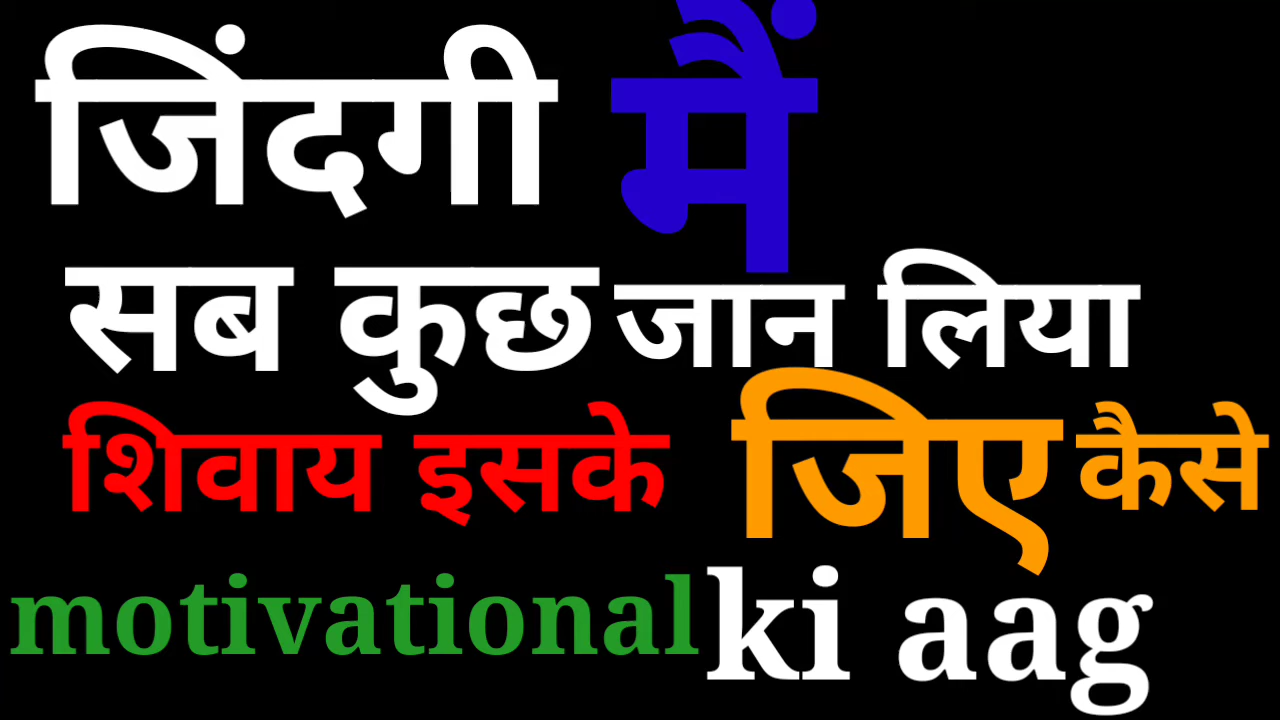 जिंदगी मैं
सब कुछ जान लिया
शिवाय इसके जिए कैसे
motivational ki aag